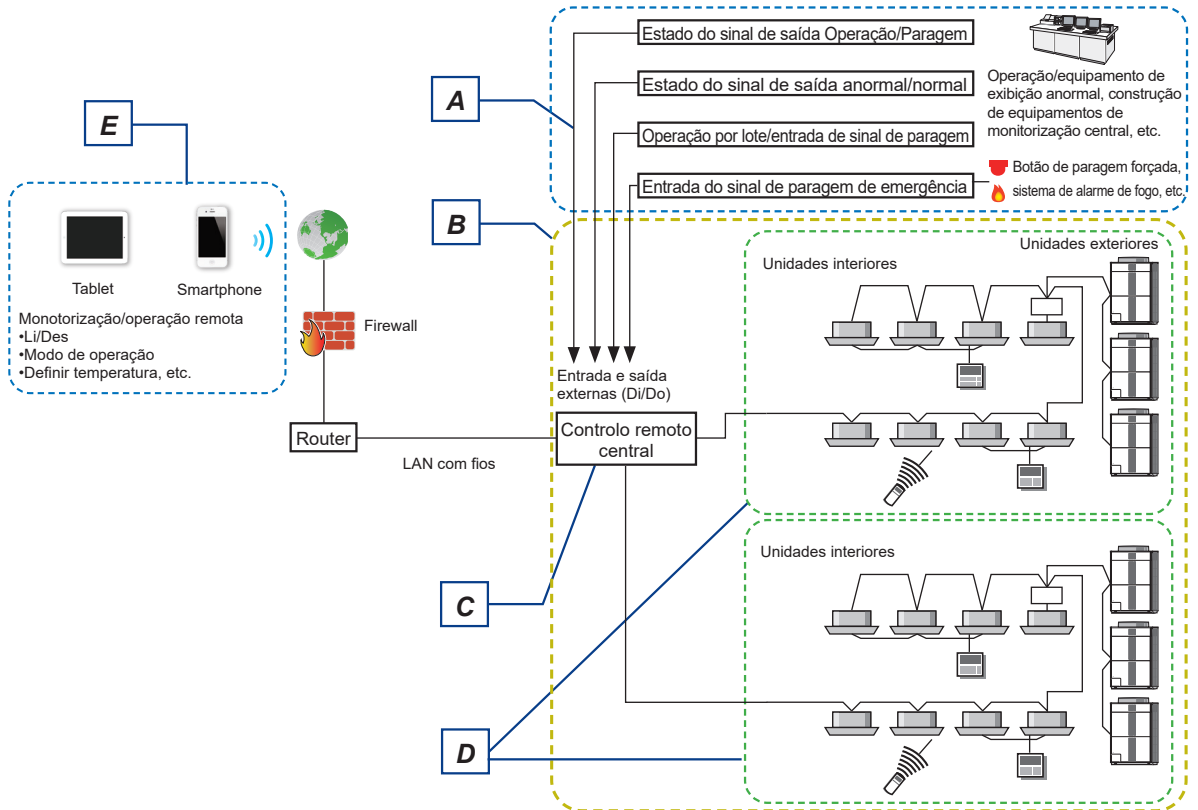 Estado do sinal de saída Operação/Paragem
Estado do sinal de saída anormal/normal
Operação por lote/entrada de sinal de paragem
Entrada do sinal de paragem de emergência
Operação/equipamento de
exibição anormal, construção
de equipamentos de
monitorização central, etc.
Botão de paragem forçada,
sistema de alarme de fogo, etc.
A
E
B
Tablet
Smartphone
Monotorização/operação remota
•Li/Des
•Modo de operação
•Definir temperatura, etc.
Firewall
Router
LAN com fios
Entrada e saída
externas (Di/Do)
Controlo remoto
central
Unidades exteriores
Unidades interiores
C
Unidades interiores
D